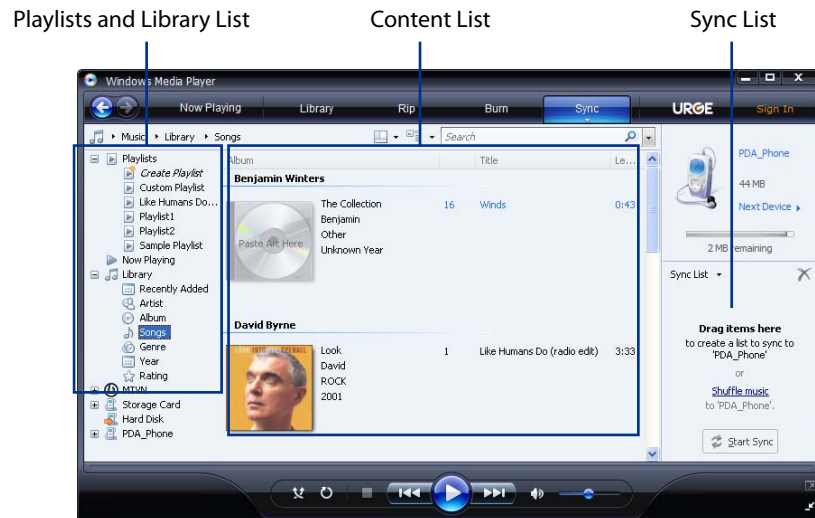 Playlists and Library List Content List Sync List
Windows Media Player
Now Playing Library Rip Burn Sync URGE Sign In
Music Library Songs Search
Playlists
Create Playlist
Custom Playlist
Like Humans Do...
Playlist1
Playlist2
Sample Playlist
Now Playing
Library
Recently Added
Artist
Album
Songs
Genre
Year
Rating
MTVN
Storage Card
Hard Disk
PDA_Phone
Album Title Le...
Benjamin Winters
Paste Art Here
The Collection 16 Winds 0:43
Benjamin
Other
Unknown Year
David Byrne
LOOK INTO THE EYEBALL
Look 1 Like Humans Do (radio edit) 3:33
David
ROCK
2001
PDA_Phone
44 MB
Next Device
2 MB remaining
Sync List
Drag items here
to create a list to sync to
'PDA_Phone'
or
Shuffle music
to 'PDA_Phone'.
Start Sync